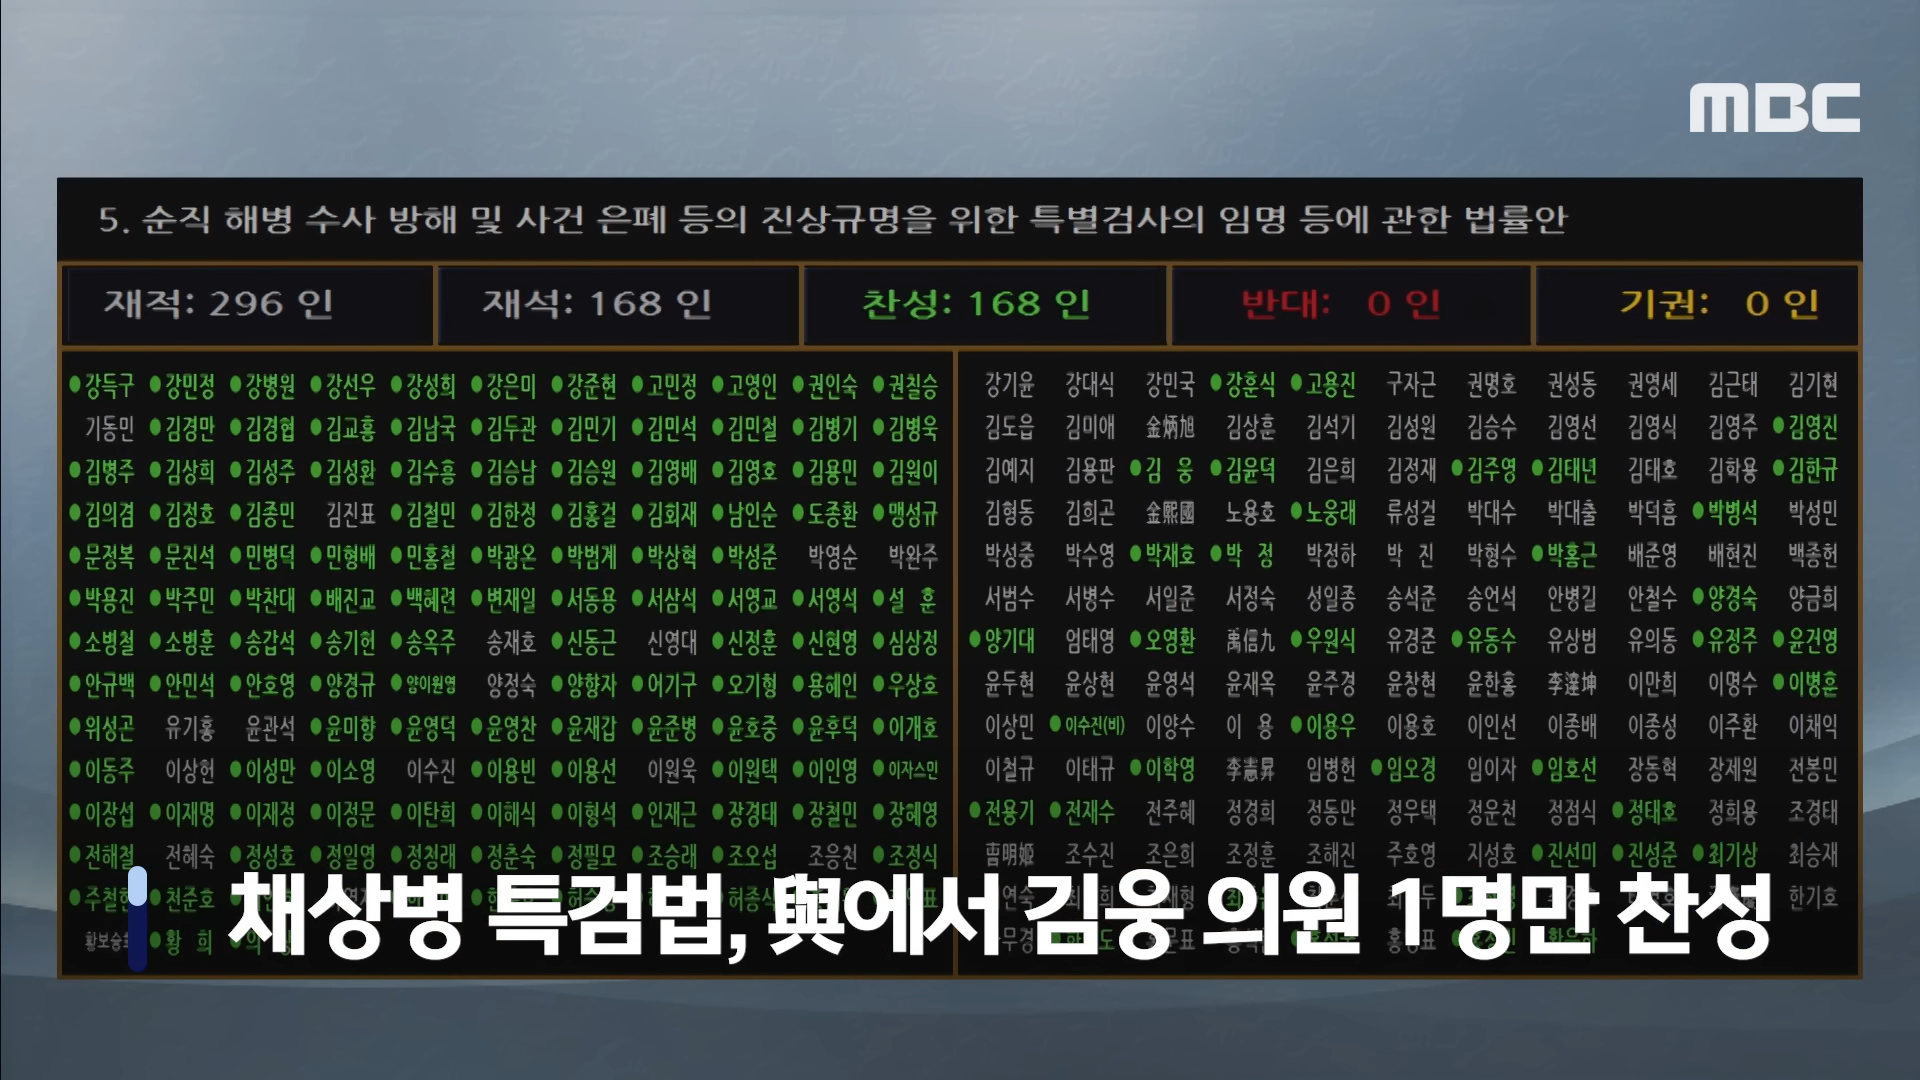 MBC
5. 순직 해병 수사 방해 및 사건 은폐 등의 진상규명을 위한 특별검사의 임명 등에 관한 법률안
재적: 296 인 재석: 168 인 찬성: 168 인 반대: 0 인 기권: 0 인
강득구 강민정 강병원 강선우 강성희 강은미 강준현 고민정 고영인 권인숙 권칠승
기동민 김경만 김경협 김교흥 김남국 김두관 김민기 김민석 김민철 김병기 김병욱
김병주 김상희 김성주 김성환 김수흥 김승남 김승원 김영배 김영호 김용민 김원이
김의겸 김정호 김종민 김진표 김철민 김한정 김홍걸 김회재 남인순 도종환 맹성규
문정복 문진석 민병덕 민형배 민홍철 박광온 박범계 박상혁 박성준 박영순 박완주
박용진 박주민 박찬대 배진교 백혜련 변재일 서동용 서삼석 서영교 서영석 설 훈
소병철 소병훈 송갑석 송기헌 송옥주 송재호 신동근 신영대 신정훈 신현영 심상정
안규백 안민석 안호영 양경규 양이원영 양정숙 양향자 어기구 오기형 용혜인 우상호
위성곤 유기홍 윤관석 윤미향 윤영덕 윤영찬 윤재갑 윤준병 윤호중 윤후덕 이개호
이동주 이상헌 이성만 이소영 이수진 이용빈 이용선 이원욱 이원택 이인영 이자스민
이장섭 이재명 이재정 이정문 이탄희 이해식 이형석 인재근 장경태 장철민 장혜영
전해철 전혜숙 정성호 정일영 정청래 정춘숙 정필모 조승래 조오섭 조응천 조정식
천준호
황 희
강기윤 강대식 강민국 강훈식 고용진 구자근 권명호 권성동 권영세 김근태 김기현
김도읍 김미애 金炳旭 김상훈 김석기 김성원 김승수 김영선 김영식 김영주 김영진
김예지 김용판 김 웅 김윤덕 김은희 김정재 김주영 김태년 김태호 김학용 김한규
김형동 김희곤 金熙國 노용호 노웅래 류성걸 박대수 박대출 박덕흠 박병석 박성민
박성중 박수영 박재호 박 정 박정하 박 진 박형수 박홍근 배준영 배현진 백종헌
서범수 서병수 서일준 서정숙 성일종 송석준 송언석 안병길 안철수 양경숙 양금희
양기대 엄태영 오영환 禹信九 우원식 유경준 유동수 유상범 유의동 유정주 윤건영
윤두현 윤상현 윤영석 윤재옥 윤주경 윤창현 윤한홍 李達坤 이만희 이명수 이병훈
이상민 이수진(비) 이양수 이 용 이용우 이용호 이인선 이종배 이종성 이주환 이채익
이철규 이태규 이학영 李憲昇 임병헌 임오경 임이자 임호선 장동혁 장제원 전봉민
전용기 전재수 전주혜 정경희 정동만 정우택 정운천 정점식 정태호 정희용 조경태
曺明姬 조수진 조은희 조정훈 조해진 주호영 지성호 진선미 진성준 최기상 최승재
한기호
채상병 특검법, 與에서 김웅 의원 1명만 찬성